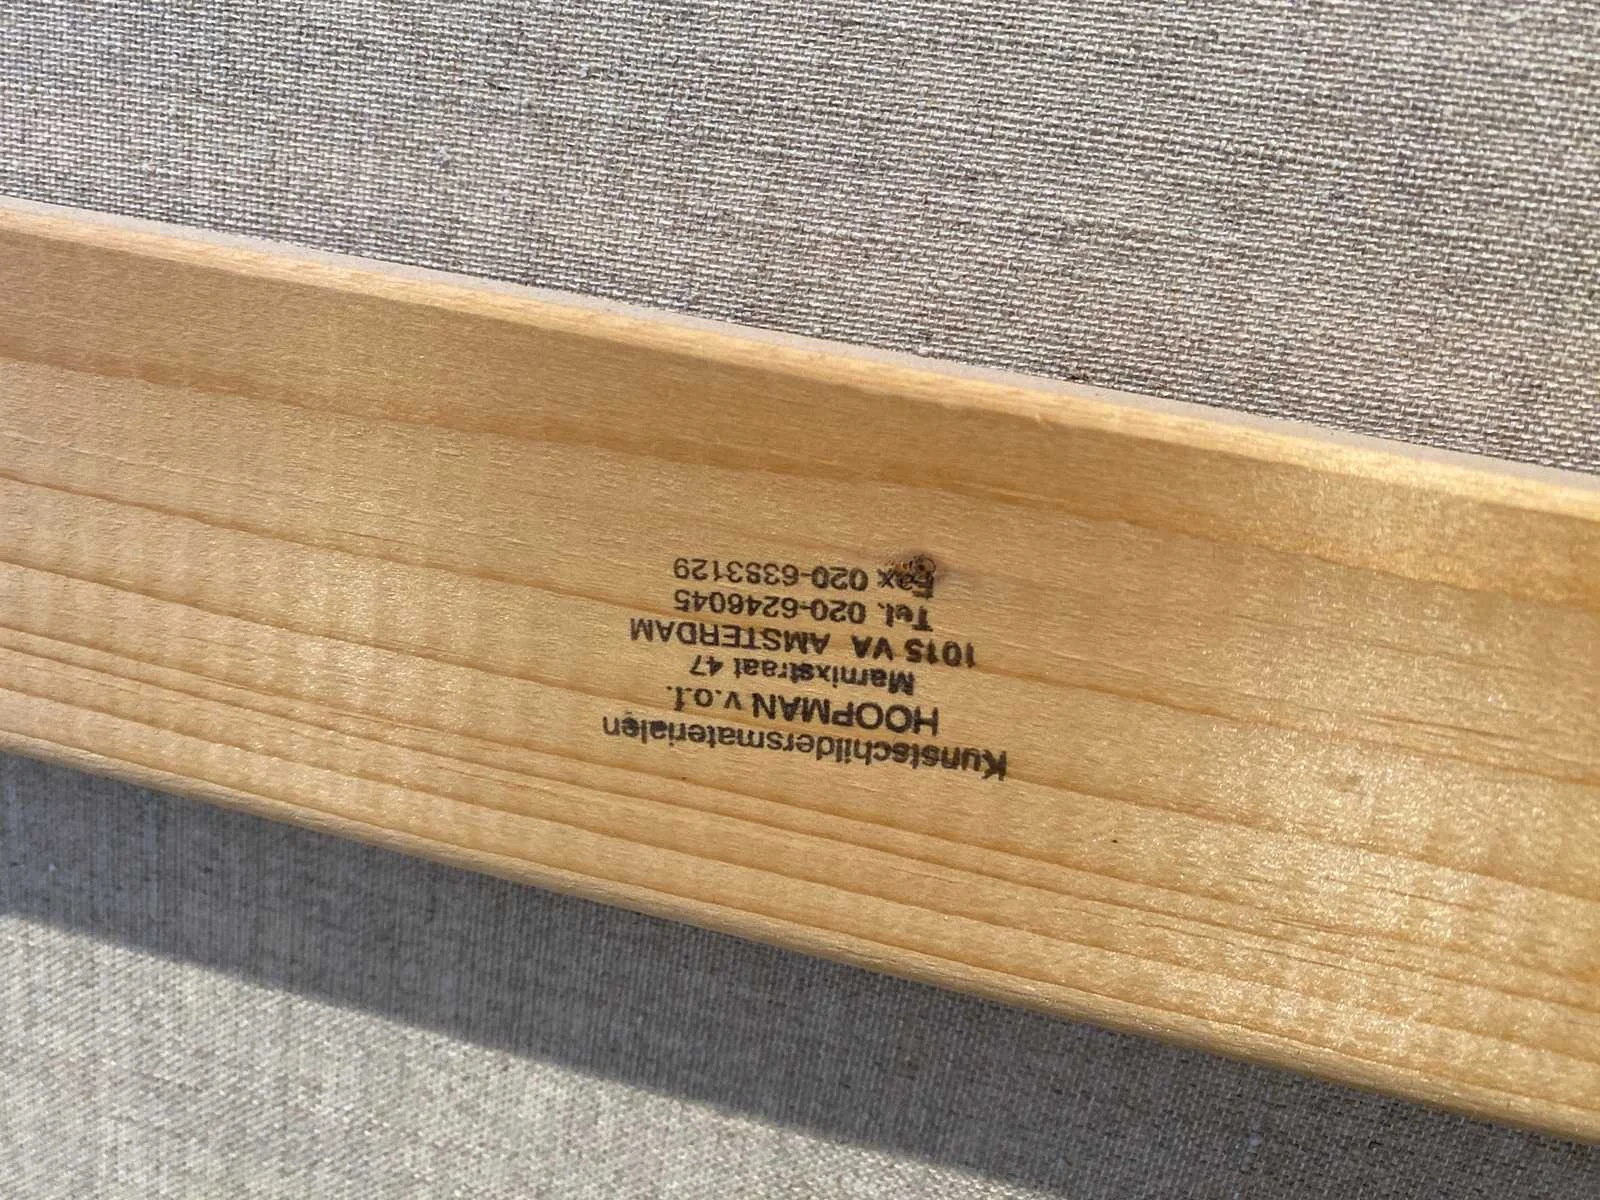 Kunstschildersmaterialen
HOOPMAN v.o.f.
Marnixstraat 47
1015 VA AMSTERDAM
Tel. 020-6246045
Fax 020-6383129